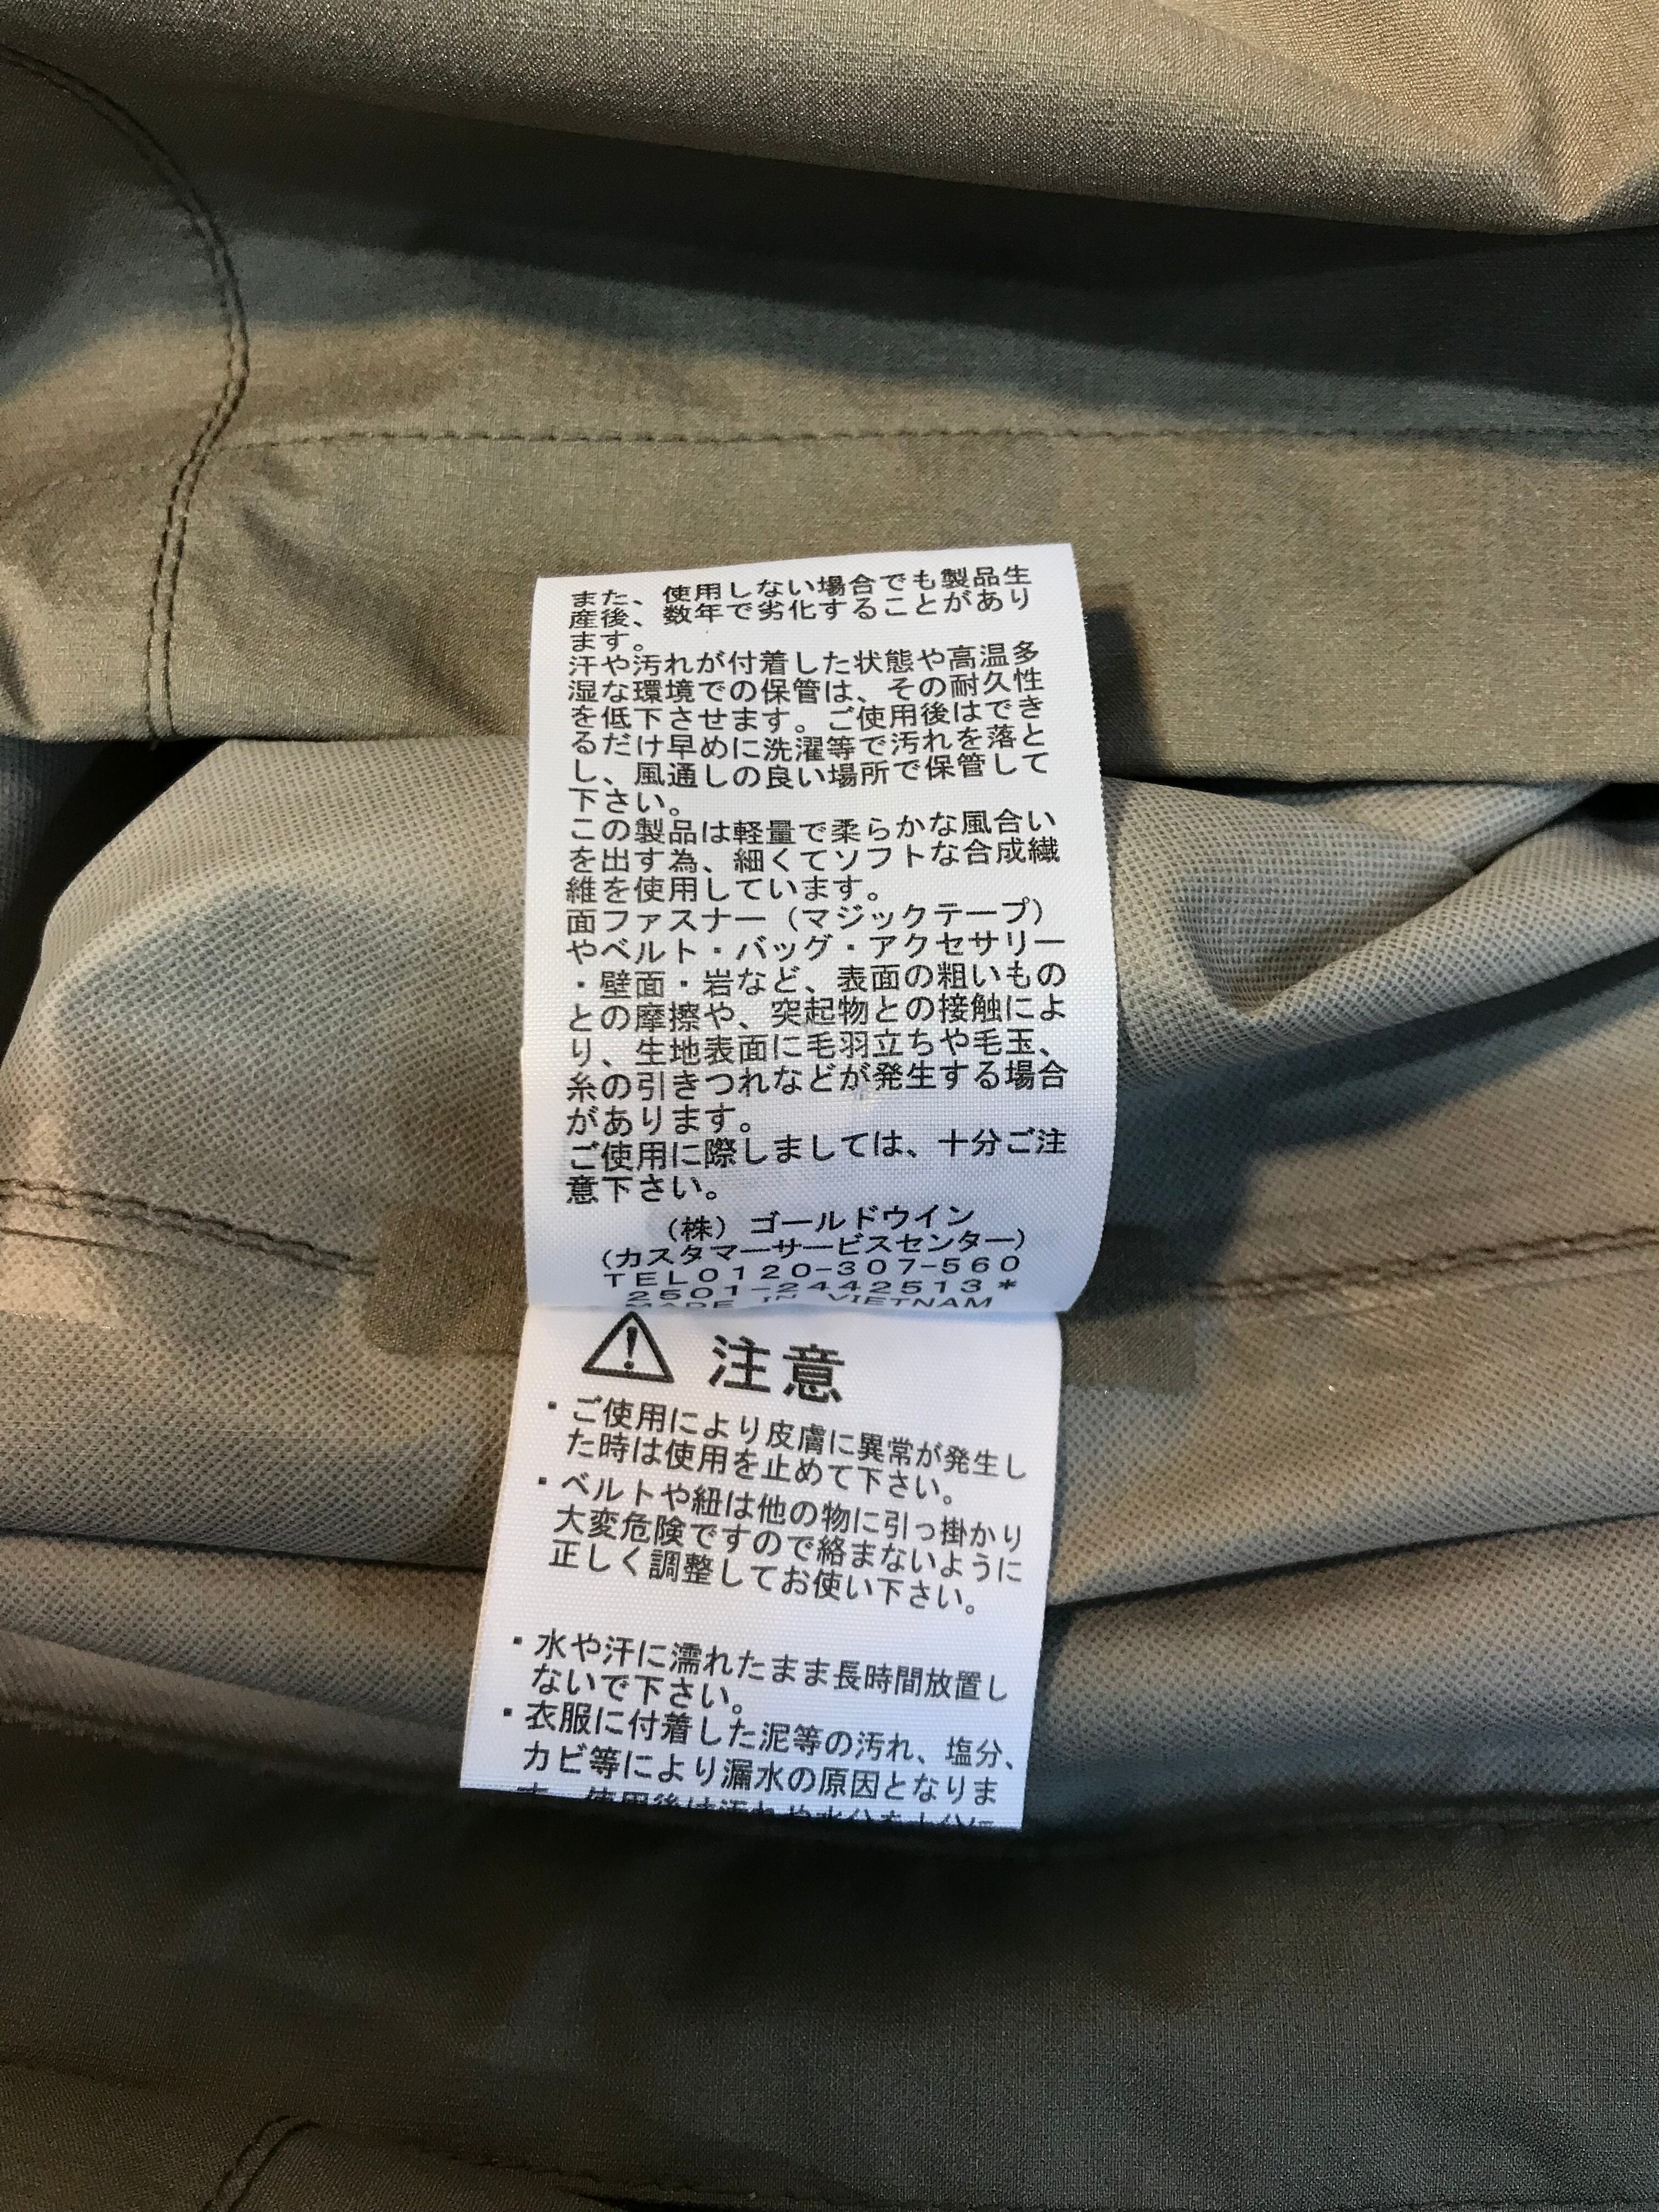 また、使用しない場合でも製品生
産後、数年で劣化することがあり
ます。
汗や汚れが付着した状態や高温多
湿な環境での保管は、その耐久性
を低下させます。ご使用後はでき
るだけ早めに洗濯等で汚れを落と
し、風通しの良い場所で保管して
下さい。
この製品は軽量で柔らかな風合い
を出す為、細くてソフトな合成繊
維を使用しています。
面ファスナー(マジックテープ)
やベルト・バッグ・アクセサリー
・壁面・岩など、表面の粗いもの
との摩擦や、突起物との接触によ
り、生地表面に毛羽立ちや毛玉、
糸の引きつれなどが発生する場合
があります。
ご使用に際しましては、十分ご注
意下さい。
(株)ゴールドウイン
(カスタマーサービスセンター)
TEL0120-307-560
2501-2442513*
MADE IN VIETNAM
注意
・ご使用により皮膚に異常が発生し
た時は使用を止めて下さい。
・ベルトや紐は他の物に引っ掛かり
大変危険ですので絡まないように
正しく調整してお使い下さい。
・水や汗に濡れたまま長時間放置し
ないで下さい。
・衣服に付着した泥等の汚れ、塩分、
カビ等により漏水の原因となりま
す。使用後は汚れや水分を十分に